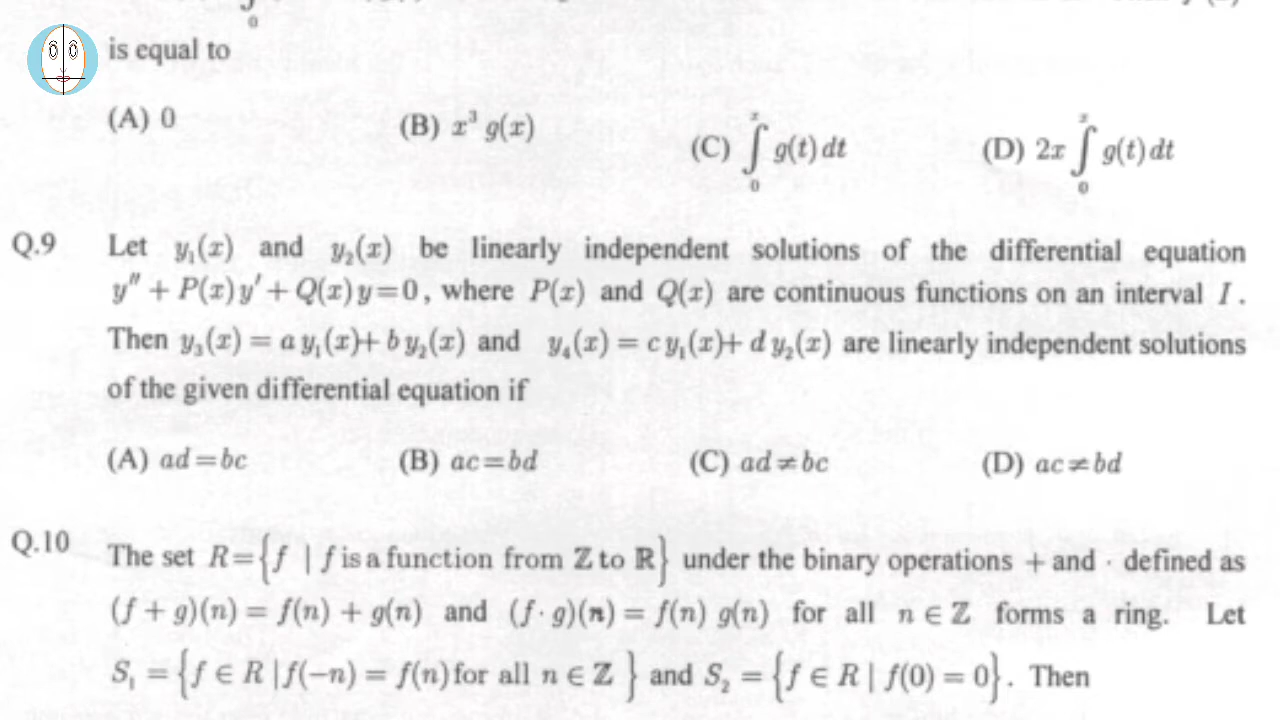 is equal to
(A) 0 (B) x³ g(x) (C) ∫₀ˣ g(t) dt (D) 2x ∫₀ˣ g(t) dt
Q.9 Let y₁(x) and y₂(x) be linearly independent solutions of the differential equation
y″ + P(x) y′ + Q(x) y = 0, where P(x) and Q(x) are continuous functions on an interval I.
Then y₃(x) = a y₁(x) + b y₂(x) and y₄(x) = c y₁(x) + d y₂(x) are linearly independent solutions
of the given differential equation if
(A) ad = bc (B) ac = bd (C) ad ≠ bc (D) ac ≠ bd
Q.10 The set R = {f | f is a function from ℤ to ℝ} under the binary operations + and · defined as
(f + g)(n) = f(n) + g(n) and (f · g)(n) = f(n) g(n) for all n ∈ ℤ forms a ring. Let
S₁ = {f ∈ R | f(−n) = f(n) for all n ∈ ℤ } and S₂ = {f ∈ R | f(0) = 0}. Then